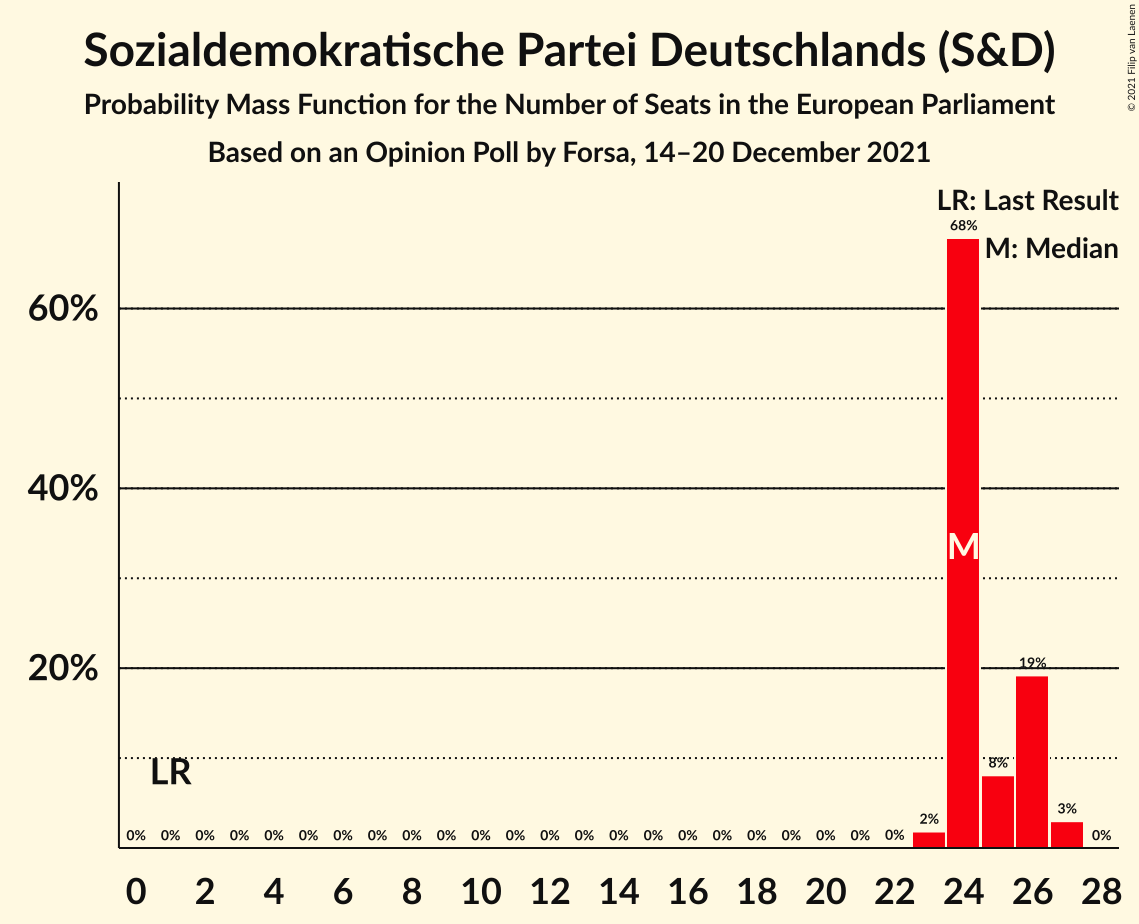 Sozialdemokratische Partei Deutschlands (S&D)
Probability Mass Function for the Number of Seats in the European Parliament
Based on an Opinion Poll by Forsa, 14–20 December 2021
© 2021 Filip van Laenen
LR: Last Result
M: Median
68%
60%
40%
M
20%
19%
LR
8%
3%
2%
0% 0% 0% 0% 0% 0% 0% 0% 0% 0% 0% 0% 0% 0% 0% 0% 0% 0% 0% 0% 0% 0% 0% 0%
0 2 4 6 8 10 12 14 16 18 20 22 24 26 28